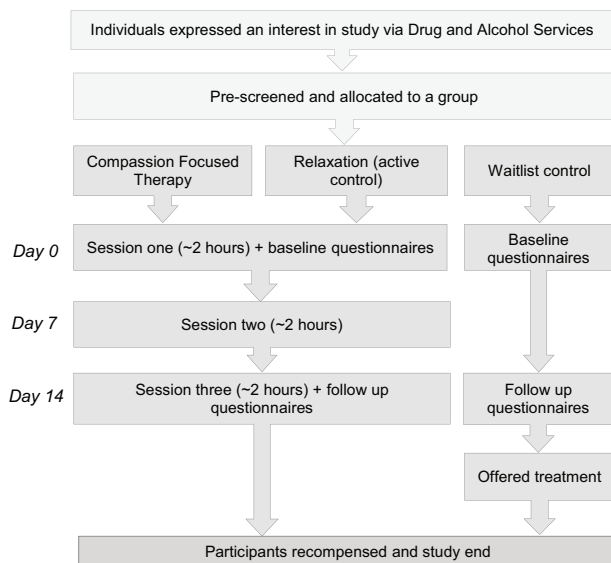 Individuals expressed an interest in study via Drug and Alcohol Services
Pre-screened and allocated to a group
Compassion Focused
Therapy
Relaxation (active
control)
Waitlist control
Day 0
Session one (~2 hours) + baseline questionnaires
Baseline
questionnaires
Day 7
Session two (~2 hours)
Day 14
Session three (~2 hours) + follow up
questionnaires
Follow up
questionnaires
Offered treatment
Participants recompensed and study end